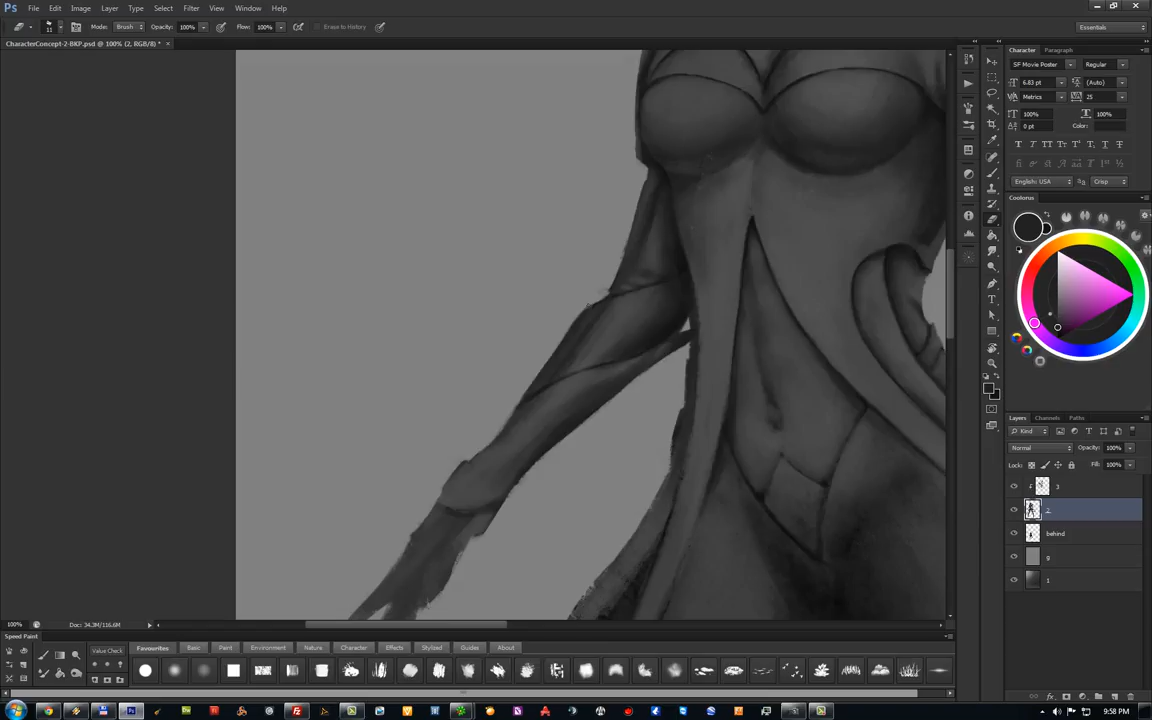 Ps File Edit Image Layer Type Select Filter View Window Help
11 Mode: Brush Opacity: 100% Flow: 100% Erase to History Essentials
CharacterConcept-2-BKP.psd @ 100% (2, RGB/8) * ×
Character Paragraph
SF Movie Poster Regular
6.83 pt (Auto)
Metrics 25
100% 100%
0 pt Color:
English: USA Crisp
Coolorus
Layers Channels Paths
Kind
Normal Opacity: 100%
Lock: Fill: 100%
3
2
behind
g
1
100% Doc: 34.3M/116.6M
Speed Paint
Value Check Favourites Basic Paint Environment Nature Character Effects Stylized Guides About
9:58 PM